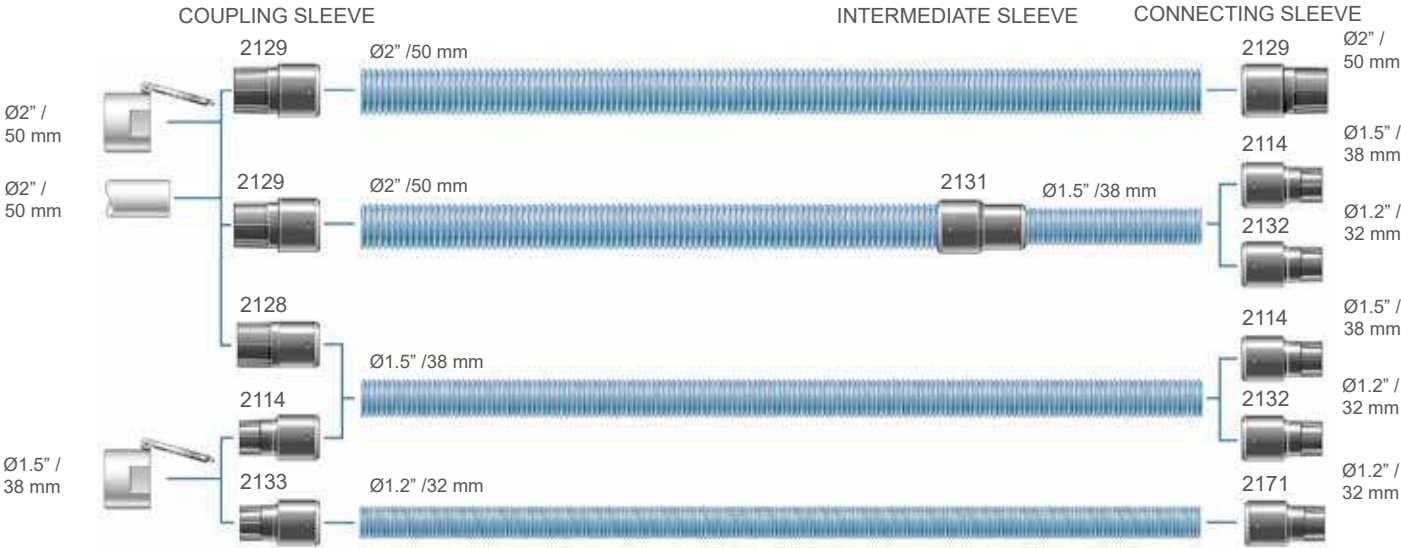 COUPLING SLEEVE
INTERMEDIATE SLEEVE
CONNECTING SLEEVE
2129
Ø2” /50 mm
2129
Ø2” /
50 mm
Ø2” /
50 mm
Ø2” /
50 mm
2129
Ø2” /50 mm
2131
Ø1.5” /38 mm
2114
Ø1.5” /
38 mm
2132
Ø1.2” /
32 mm
2128
2114
Ø1.5” /38 mm
2114
Ø1.5” /
38 mm
2132
Ø1.2” /
32 mm
Ø1.5” /
38 mm
2133
Ø1.2” /32 mm
2171
Ø1.2” /
32 mm